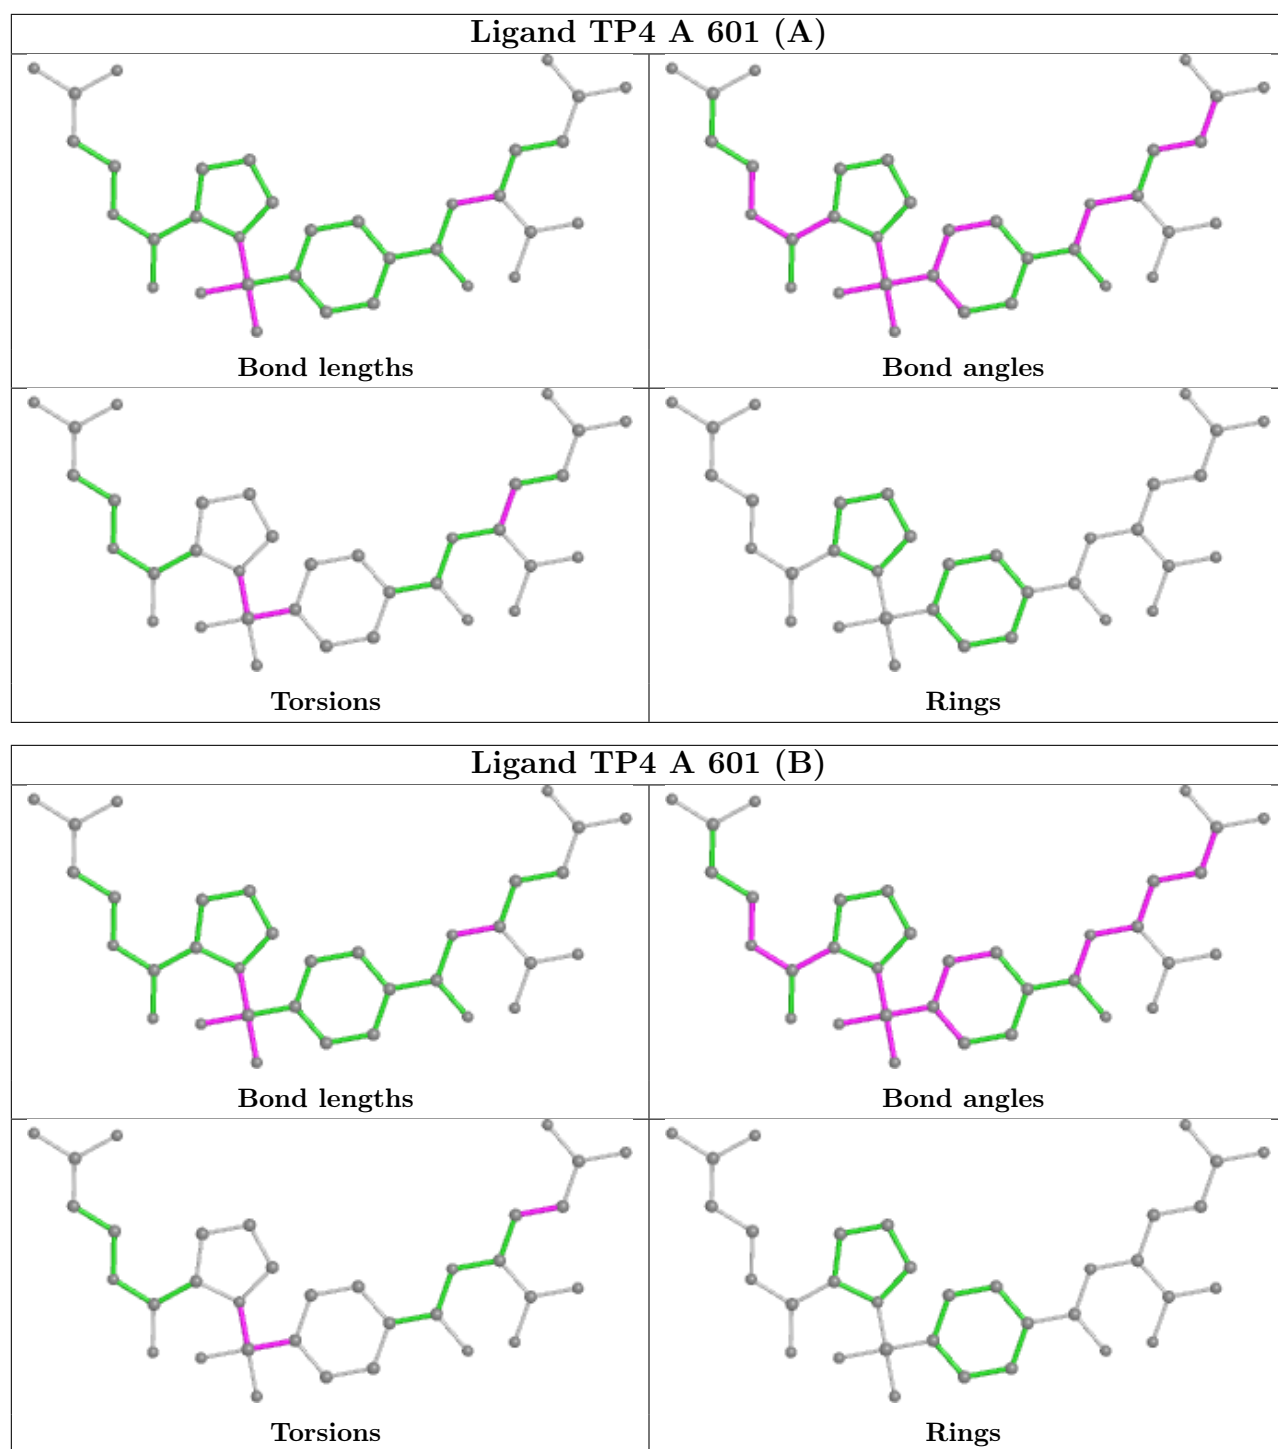 Ligand TP4 A 601 (A)
Bond lengths
Bond angles
Torsions
Rings
Ligand TP4 A 601 (B)
Bond lengths
Bond angles
Torsions
Rings